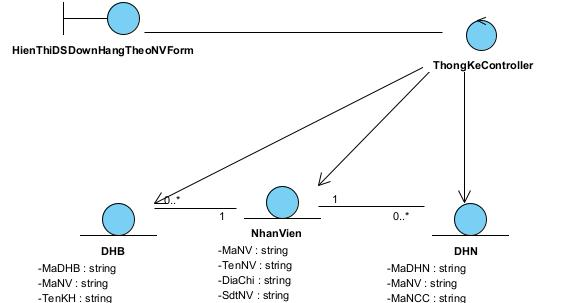 HienThiDSDownHangTheoNVForm
ThongKeController
0..*
1
1
0..*
DHB
-MaDHB : string
-MaNV : string
-TenKH : string
NhanVien
-MaNV : string
-TenNV : string
-DiaChi : string
-SdtNV : string
DHN
-MaDHN : string
-MaNV : string
-MaNCC : string